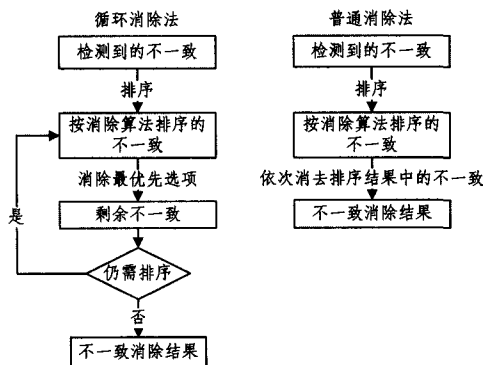 循环消除法
检测到的不一致
排序
按消除算法排序的
不一致
消除最优先选项
剩余不一致
是
仍需排序
否
不一致消除结果
普通消除法
检测到的不一致
排序
按消除算法排序的
不一致
依次消去排序结果中的不一致
不一致消除结果